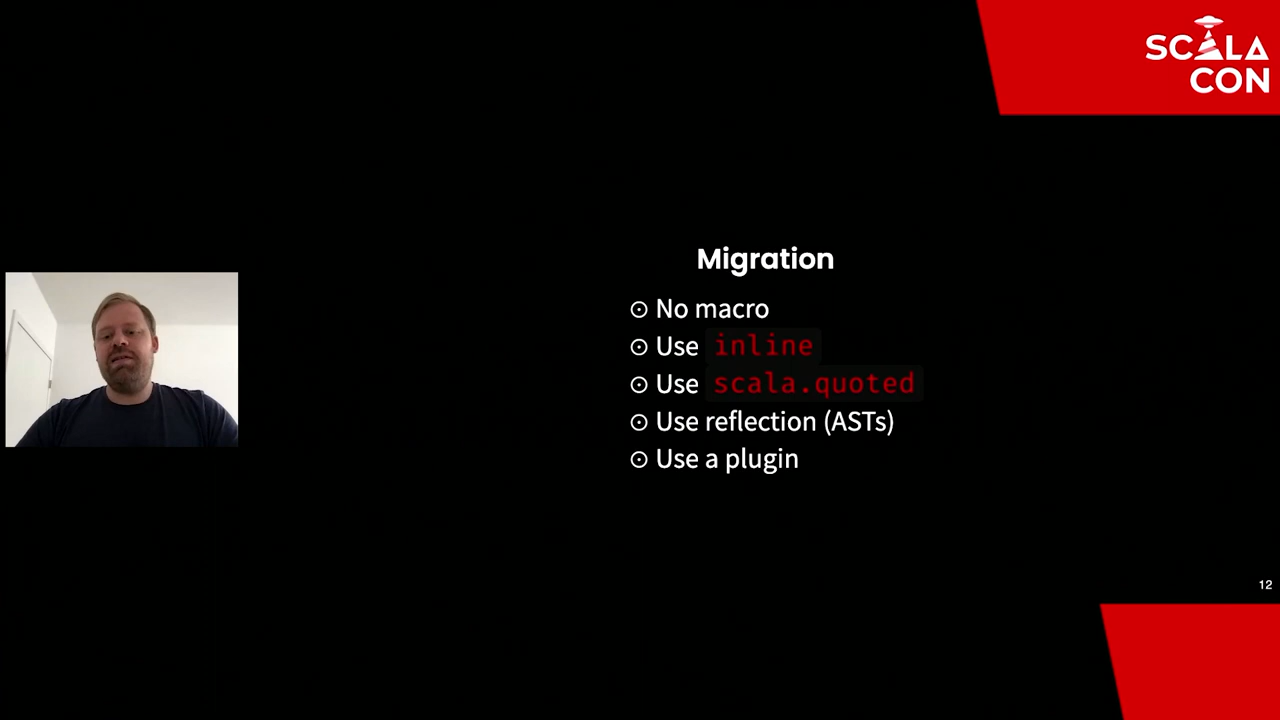 SCALA
CON
Migration
No macro
Use inline
Use scala.quoted
Use reflection (ASTs)
Use a plugin
12